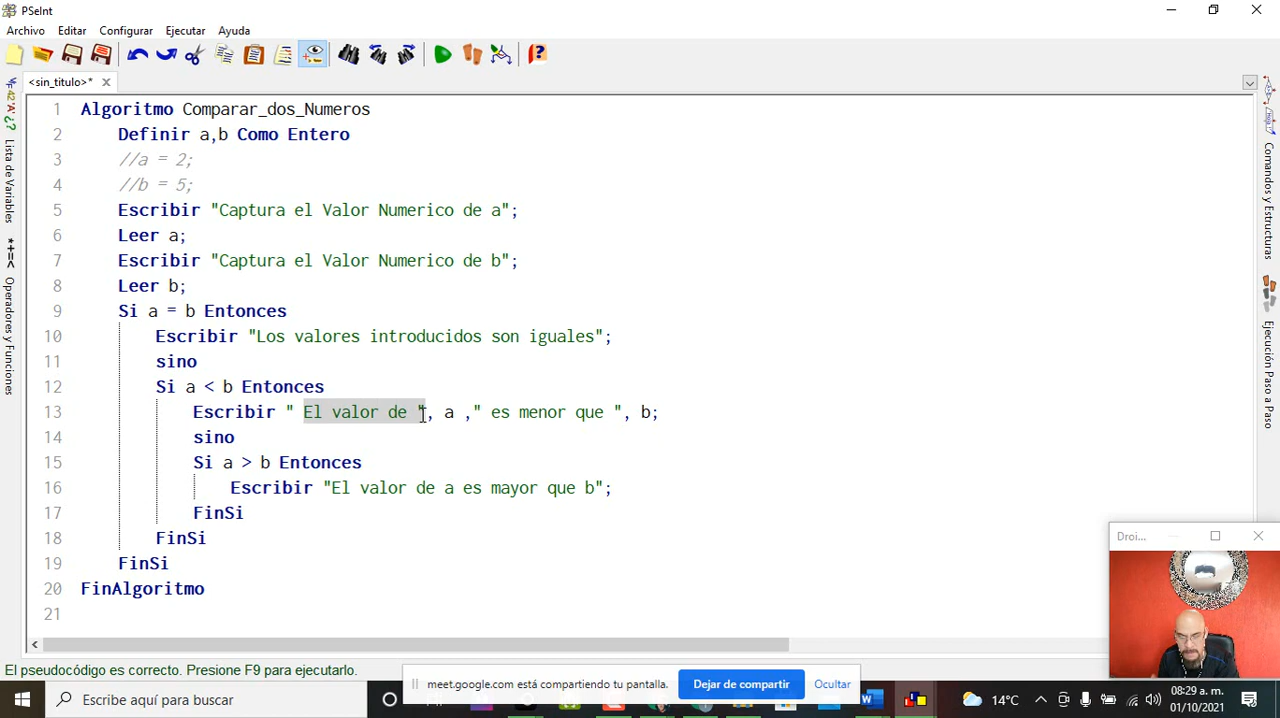 PSeInt
Archivo Editar Configurar Ejecutar Ayuda
<sin_titulo>*
1 Algoritmo Comparar_dos_Numeros
2 Definir a,b Como Entero
3 //a = 2;
4 //b = 5;
5 Escribir "Captura el Valor Numerico de a";
6 Leer a;
7 Escribir "Captura el Valor Numerico de b";
8 Leer b;
9 Si a = b Entonces
10 Escribir "Los valores introducidos son iguales";
11 sino
12 Si a < b Entonces
13 Escribir " El valor de ", a ," es menor que ", b;
14 sino
15 Si a > b Entonces
16 Escribir "El valor de a es mayor que b";
17 FinSi
18 FinSi
19 FinSi
20 FinAlgoritmo
21
Lista de Variables
*+=< Operadores y Funciones
Comandos y Estructuras
Ejecución Paso a Paso
Droi...
El pseudocódigo es correcto. Presione F9 para ejecutarlo.
meet.google.com está compartiendo tu pantalla. Dejar de compartir Ocultar
Escribe aquí para buscar
14°C
08:29 a. m.
01/10/2021